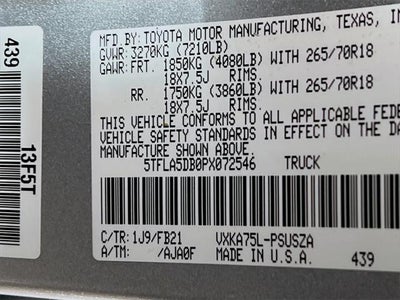 439
13F5T
MFD.BY:TOYOTA MOTOR MANUFACTURING, TEXAS,
GVWR: 3270KG (7210LB)
GAWR: FRT. 1850KG (4080LB) WITH 265/70R18
18X7.5J RIMS.
RR. 1750KG (3860LB) WITH 265/70R18
18X7.5J RIMS.
THIS VEHICLE CONFORMS TO ALL APPLICABLE
VEHICLE SAFETY STANDARDS IN EFFECT ON THE
MANUFACTURE SHOWN ABOVE.
5TFLA5DB0PX072546 TRUCK
C/TR: 1J9/FB21 VXKA75L-PSUSZA
A/TM: /AJA0F MADE IN U.S.A. 439